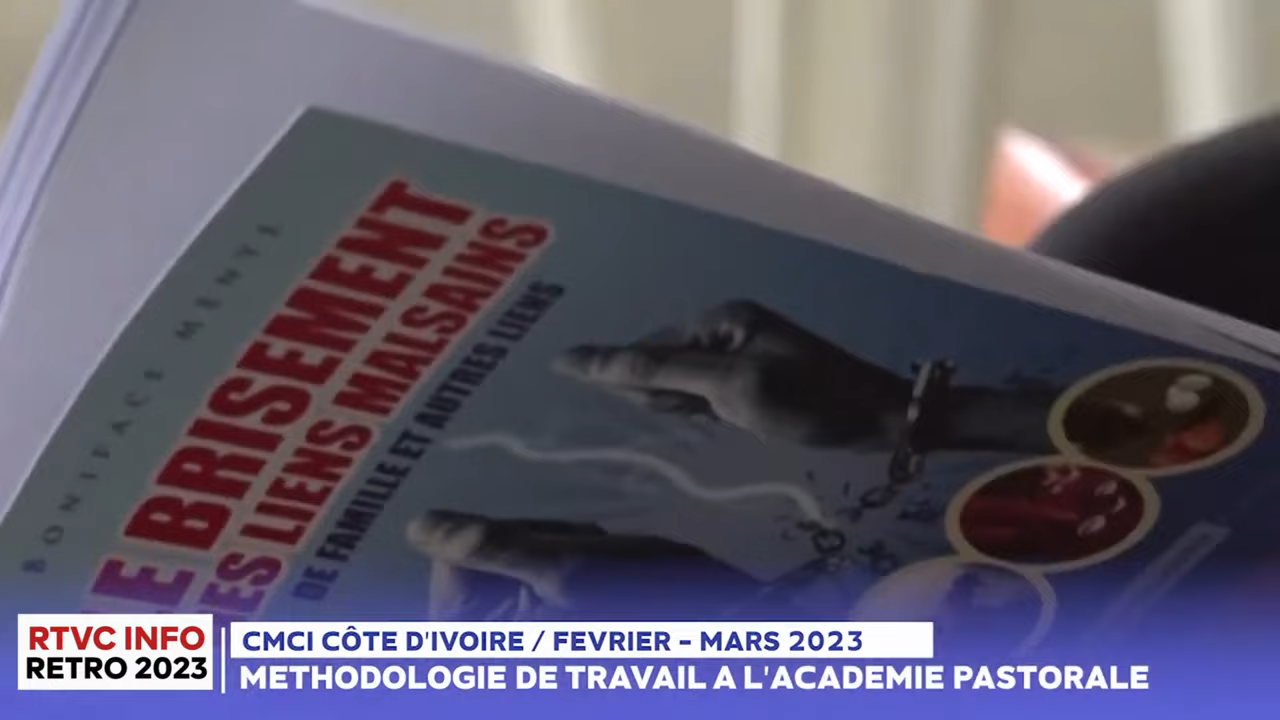 BONIFACE MENYE
LE BRISEMENT
DES LIENS MALSAINS
DE FAMILLE ET AUTRES LIENS
RTVC INFO
RETRO 2023
CMCI CÔTE D'IVOIRE / FEVRIER - MARS 2023
METHODOLOGIE DE TRAVAIL A L'ACADEMIE PASTORALE